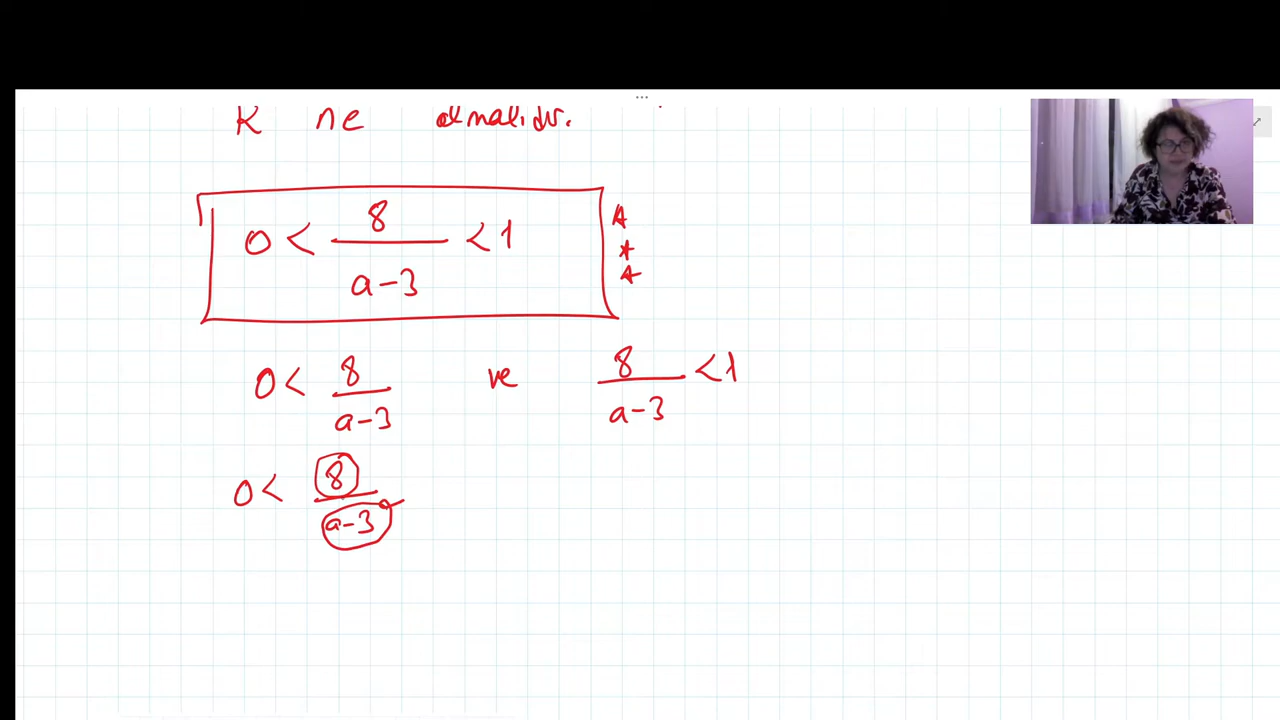 K ne olmalıdır.
0 < 8/(a-3) < 1
0 < 8/(a-3) ve 8/(a-3) < 1
0 < 8/(a-3)